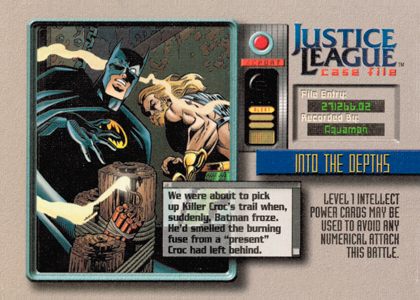 JUSTICE
LEAGUE™
case file
ALERT
File Entry:
271266.02
Recorded By:
Aquaman
INTO THE DEPTHS
We were about to pick
up Killer Croc's trail when,
suddenly, Batman froze.
He'd smelled the burning
fuse from a "present"
Croc had left behind.
LEVEL 1 INTELLECT
POWER CARDS MAY BE
USED TO AVOID ANY
NUMERICAL ATTACK
THIS BATTLE.